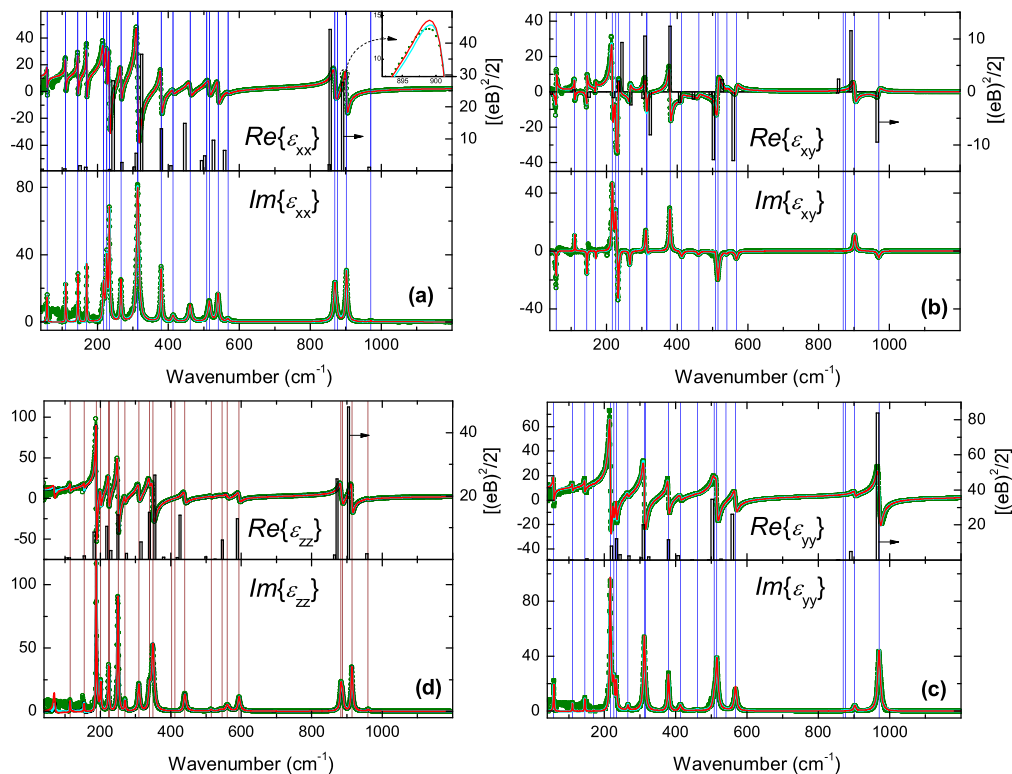 15
10
895 900
40
20
0
-20
-40
40
30
20
10
[(eB)²/2]
Re{εxx}
80
40
0
Im{εxx}
(a)
200 400 600 800 1000
Wavenumber (cm⁻¹)
40
20
0
-20
-40
10
0
-10
[(eB)²/2]
Re{εxy}
40
0
-40
Im{εxy}
(b)
200 400 600 800 1000
Wavenumber (cm⁻¹)
100
50
0
-50
40
20
[(eB)²/2]
Re{εzz}
100
50
0
Im{εzz}
(d)
200 400 600 800 1000
Wavenumber (cm⁻¹)
60
40
20
0
-20
-40
80
60
40
20
[(eB)²/2]
Re{εyy}
80
40
0
Im{εyy}
(c)
200 400 600 800 1000
Wavenumber (cm⁻¹)